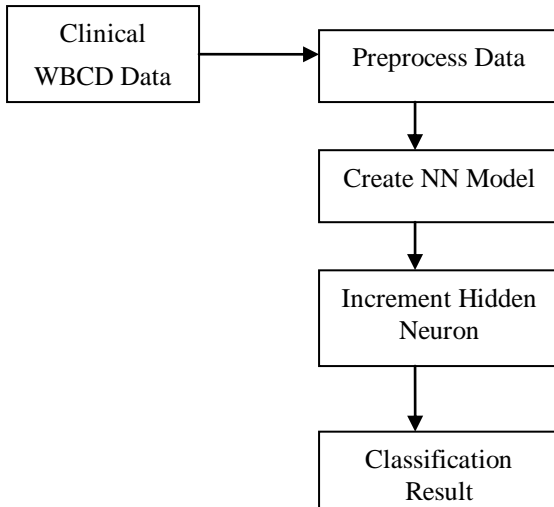 Clinical
WBCD Data
Preprocess Data
Create NN Model
Increment Hidden
Neuron
Classification
Result